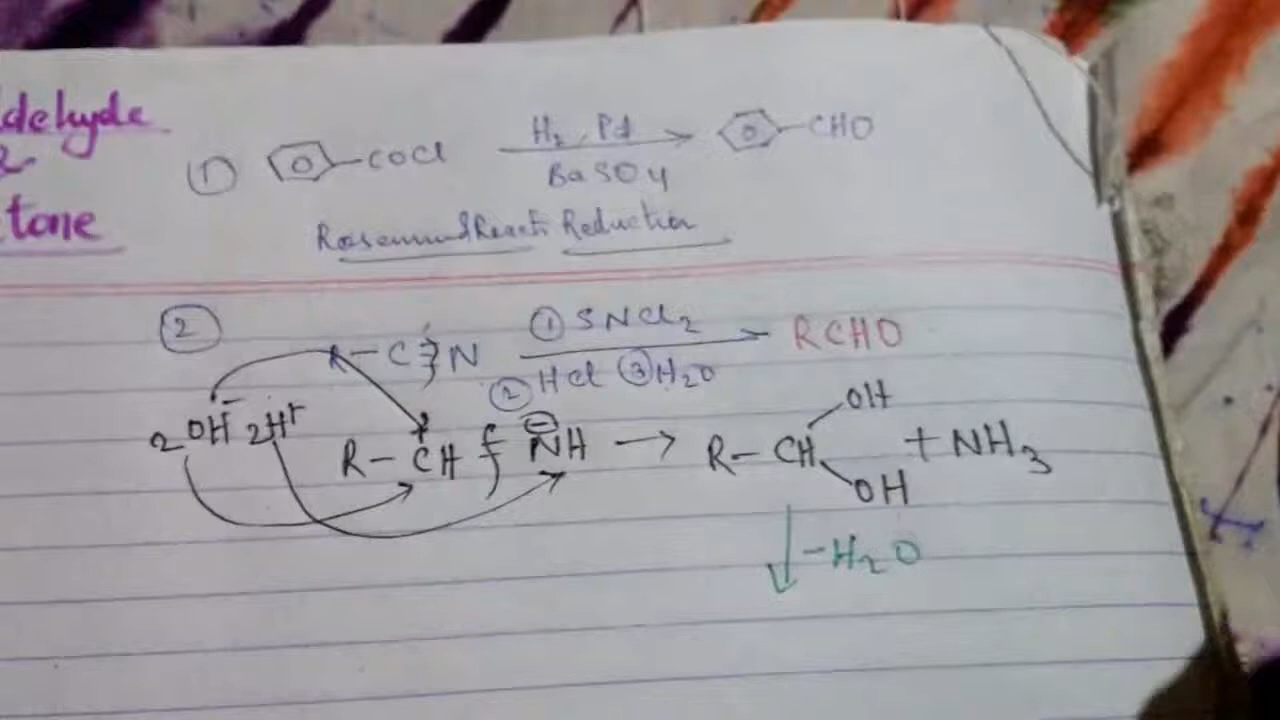 dehyde
&
tone
① COCl H₂, Pd CHO
BaSO4
Reduction
② R-C N ① SNCl₂ RCHO
② HCl ③ H₂O
2OH⁻ 2H⁺ OH
R-CH NH → R-CH + NH₃
OH
-H₂O